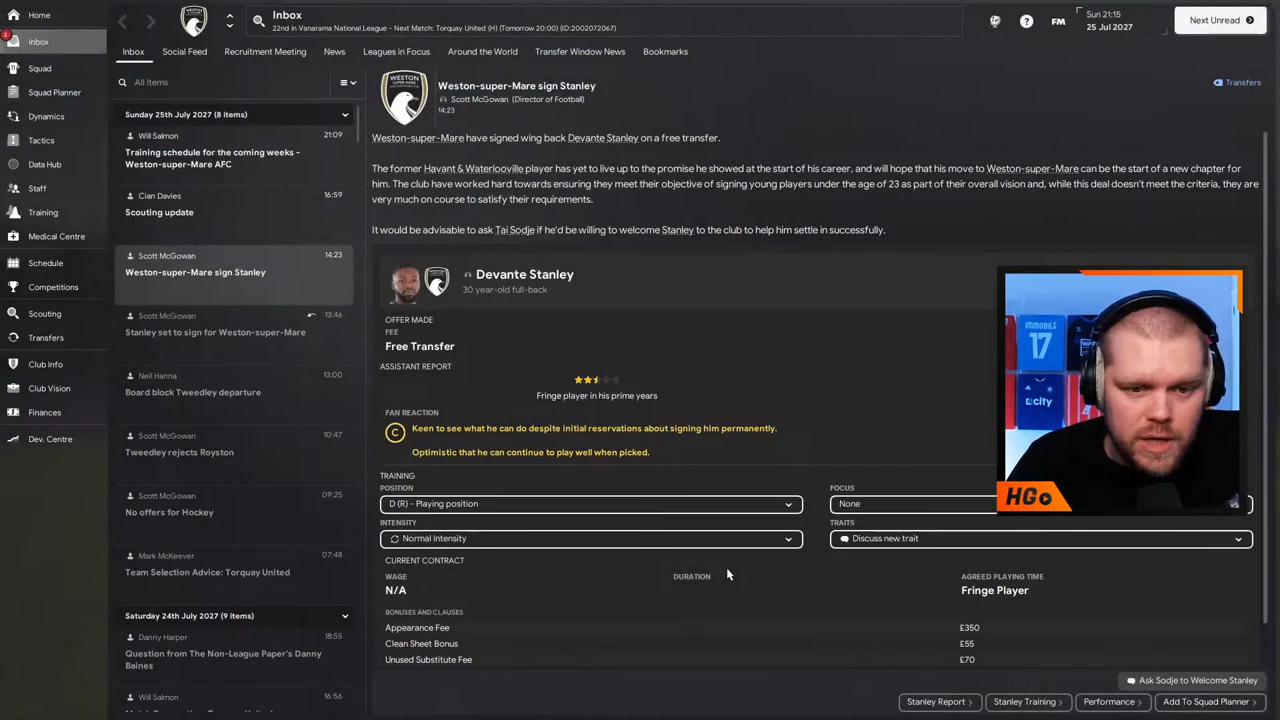 Home
2
Inbox
Squad
Squad Planner
Dynamics
Tactics
Data Hub
Staff
Training
Medical Centre
Schedule
Competitions
Scouting
Transfers
Club Info
Club Vision
Finances
Dev. Centre
Inbox
22nd in Vanarama National League - Next Match: Torquay United (H) (Tomorrow 20:00) (ID:2002072067)
FM
Sun 21:15
25 Jul 2027
Next Unread
Inbox
Social Feed
Recruitment Meeting
News
Leagues in Focus
Around the World
Transfer Window News
Bookmarks
All Items
Sunday 25th July 2027 (8 items)
Will Salmon 21:09
Training schedule for the coming weeks -
Weston-super-Mare AFC
Cian Davies 16:59
Scouting update
Scott McGowan 14:23
Weston-super-Mare sign Stanley
Scott McGowan 13:46
Stanley set to sign for Weston-super-Mare
Neil Hanna 13:00
Board block Tweedley departure
Scott McGowan 10:47
Tweedley rejects Royston
Scott McGowan 09:25
No offers for Hockey
Mark McKeever 07:48
Team Selection Advice: Torquay United
Saturday 24th July 2027 (9 items)
Danny Harper 18:55
Question from The Non-League Paper's Danny
Baines
Will Salmon 16:56
Weston-super-Mare sign Stanley
Scott McGowan (Director of Football)
14:23
Transfers
Weston-super-Mare have signed wing back Devante Stanley on a free transfer.
The former Havant & Waterlooville player has yet to live up to the promise he showed at the start of his career, and will hope that his move to Weston-super-Mare can be the start of a new chapter for
him. The club have worked hard towards ensuring they meet their objective of signing young players under the age of 23 as part of their overall vision and, while this deal doesn't meet the criteria, they are
very much on course to satisfy their requirements.
It would be advisable to ask Tai Sodje if he'd be willing to welcome Stanley to the club to help him settle in successfully.
Devante Stanley
30 year-old full-back
OFFER MADE
FEE
Free Transfer
ASSISTANT REPORT
Fringe player in his prime years
FAN REACTION
C
Keen to see what he can do despite initial reservations about signing him permanently.
Optimistic that he can continue to play well when picked.
TRAINING
POSITION
D (R) - Playing position
FOCUS
None
INTENSITY
Normal Intensity
TRAITS
Discuss new trait
CURRENT CONTRACT
WAGE
N/A
DURATION
AGREED PLAYING TIME
Fringe Player
BONUSES AND CLAUSES
Appearance Fee £350
Clean Sheet Bonus £55
Unused Substitute Fee £70
Ask Sodje to Welcome Stanley
Stanley Report
Stanley Training
Performance
Add To Squad Planner
IMMOBILE
17
city
HG